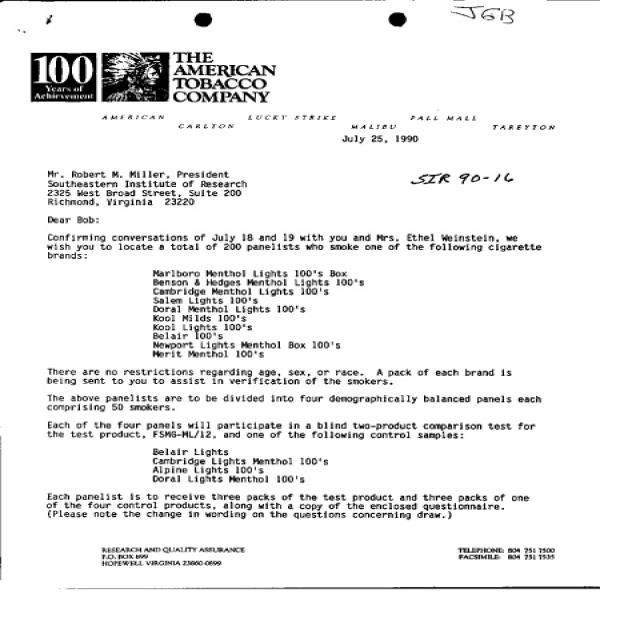 JGB
100
Years of
Achievement
THE
AMERICAN
TOBACCO
COMPANY
AMERICAN LUCKY STRIKE PALL MALL
CARLTON MALIBU TAREYTON
July 25, 1990
Mr. Robert M. Miller, President
Southeastern Institute of Research
2325 West Broad Street, Suite 200
Richmond, Virginia 23220
SIR 90-16
Dear Bob:
Confirming conversations of July 18 and 19 with you and Mrs. Ethel Weinstein, we
wish you to locate a total of 200 panelists who smoke one of the following cigarette
brands:
Marlboro Menthol Lights 100's Box
Benson & Hedges Menthol Lights 100's
Cambridge Menthol Lights 100's
Salem Lights 100's
Doral Menthol Lights 100's
Kool Milds 100's
Kool Lights 100's
Belair 100's
Newport Lights Menthol Box 100's
Merit Menthol 100's
There are no restrictions regarding age, sex, or race. A pack of each brand is
being sent to you to assist in verification of the smokers.
The above panelists are to be divided into four demographically balanced panels each
comprising 50 smokers.
Each of the four panels will participate in a blind two-product comparison test for
the test product, FSMG-ML/12, and one of the following control samples:
Belair Lights
Cambridge Lights Menthol 100's
Alpine Lights 100's
Doral Lights Menthol 100's
Each panelist is to receive three packs of the test product and three packs of one
of the four control products, along with a copy of the enclosed questionnaire.
(Please note the change in wording on the questions concerning draw.)
RESEARCH AND QUALITY ASSURANCE
P.O. BOX 899
HOPEWELL VIRGINIA 23860-0899
TELEPHONE: 804 751 7500
FACSIMILE: 804 751 7535